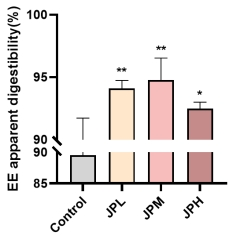 EE apparent digestibility(%)
100
95
90
90
85
**
**
*
Control
JPL
JPM
JPH